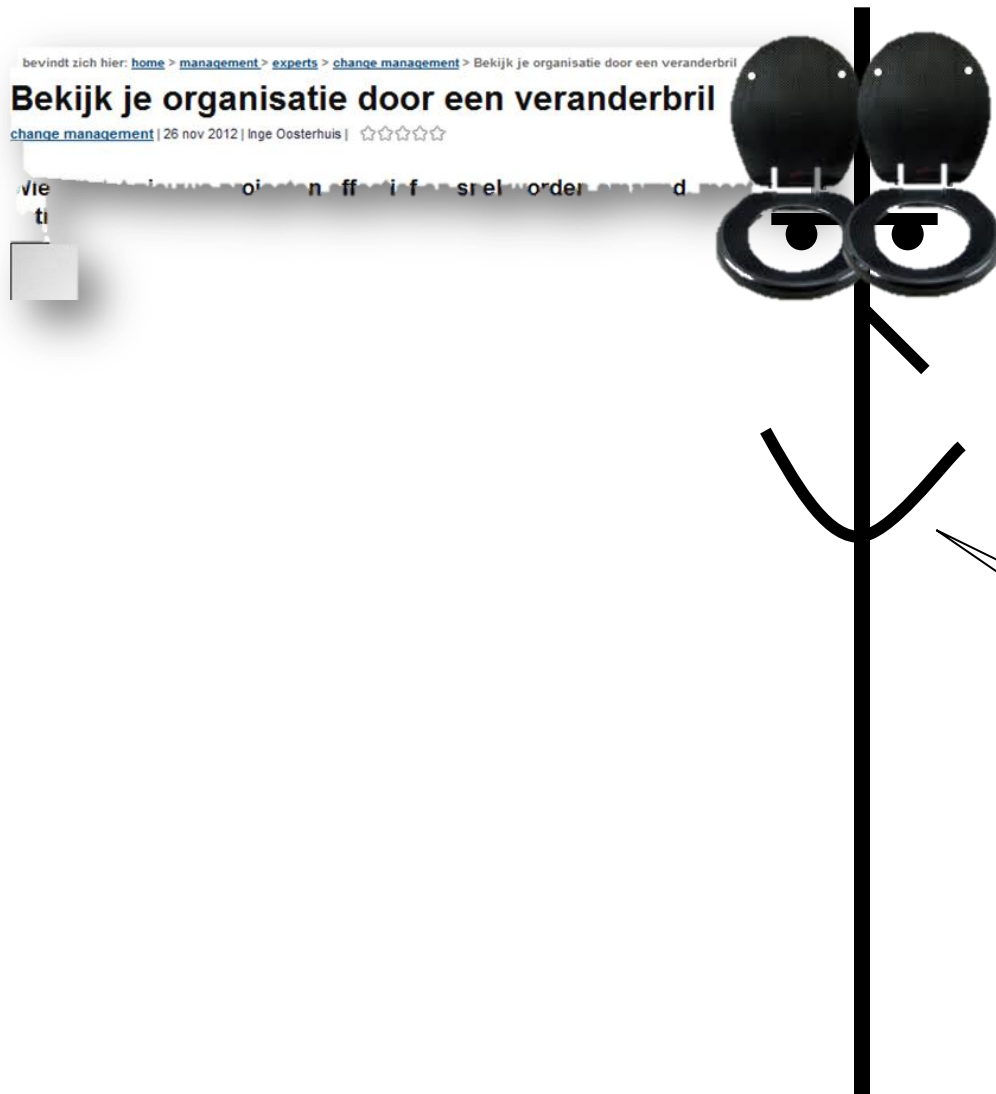 bevindt zich hier: home > management > experts > change management > Bekijk je organisatie door een veranderbril
Bekijk je organisatie door een veranderbril
change management | 26 nov 2012 | Inge Oosterhuis |